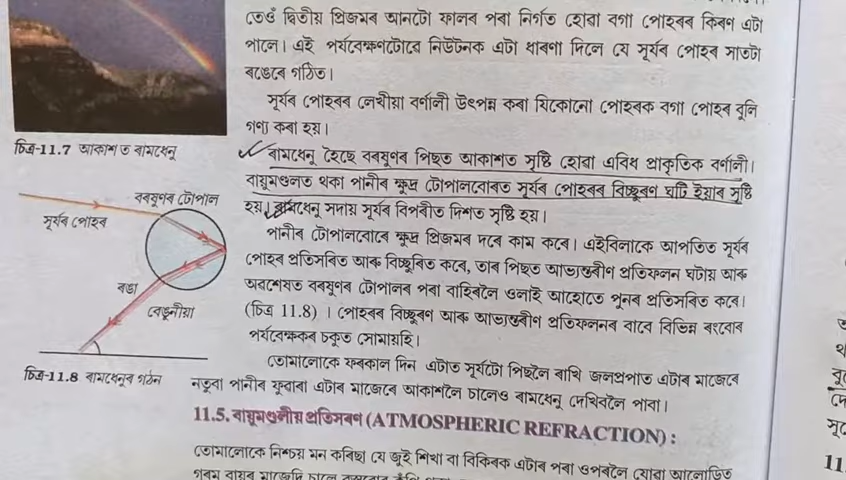 তেওঁ দ্বিতীয় প্ৰিজমৰ আনটো ফালৰ পৰা নিৰ্গত হোৱা বগা পোহৰৰ কিৰণ এটা
পালে। এই পৰ্যবেক্ষণটোৱে নিউটনক এটা ধাৰণা দিলে যে সূৰ্যৰ পোহৰ সাতটা
ৰঙেৰে গঠিত।
সূৰ্যৰ পোহৰৰ লেখীয়া বৰ্ণালী উৎপন্ন কৰা যিকোনো পোহৰক বগা পোহৰ বুলি
গণ্য কৰা হয়।
চিত্ৰ-11.7 আকাশত ৰামধেনু
ৰামধেনু হৈছে বৰষুণৰ পিছত আকাশত সৃষ্টি হোৱা এবিধ প্ৰাকৃতিক বৰ্ণালী।
বায়ুমণ্ডলত থকা পানীৰ ক্ষুদ্ৰ টোপালবোৰত সূৰ্যৰ পোহৰৰ বিচ্ছুৰণ ঘটি ইয়াৰ সৃষ্টি
হয়। ৰামধেনু সদায় সূৰ্যৰ বিপৰীত দিশত সৃষ্টি হয়।
পানীৰ টোপালবোৰে ক্ষুদ্ৰ প্ৰিজমৰ দৰে কাম কৰে। এইবিলাকে আপতিত সূৰ্যৰ
পোহৰ প্ৰতিসৰিত আৰু বিচ্ছুৰিত কৰে, তাৰ পিছত আভ্যন্তৰীণ প্ৰতিফলন ঘটায় আৰু
অৱশেষত বৰষুণৰ টোপালৰ পৰা বাহিৰলৈ ওলাই আহোতে পুনৰ প্ৰতিসৰিত কৰে।
(চিত্ৰ 11.8) । পোহৰৰ বিচ্ছুৰণ আৰু আভ্যন্তৰীণ প্ৰতিফলনৰ বাবে বিভিন্ন ৰংবোৰ
পৰ্যবেক্ষকৰ চকুত সোমায়হি।
তোমালোকে ফৰকাল দিন এটাত সূৰ্যটো পিছলৈ ৰাখি জলপ্ৰপাত এটাৰ মাজেৰে
নতুবা পানীৰ ফুৱাৰা এটাৰ মাজেৰে আকাশলৈ চালেও ৰামধেনু দেখিবলৈ পাবা।
বৰষুণৰ টোপাল
সূৰ্যৰ পোহৰ
ৰঙা
বেঙুনীয়া
চিত্ৰ-11.8 ৰামধেনুৰ গঠন
11.5. বায়ুমণ্ডলীয় প্ৰতিসৰণ (ATMOSPHERIC REFRACTION) :
তোমালোকে নিশ্চয় মন কৰিছা যে জুই শিখা বা বিকিৰক এটাৰ পৰা ওপৰলৈ যোৱা আলোড়িত
গৰম বায়ুৰ মাজেদি চালে
11